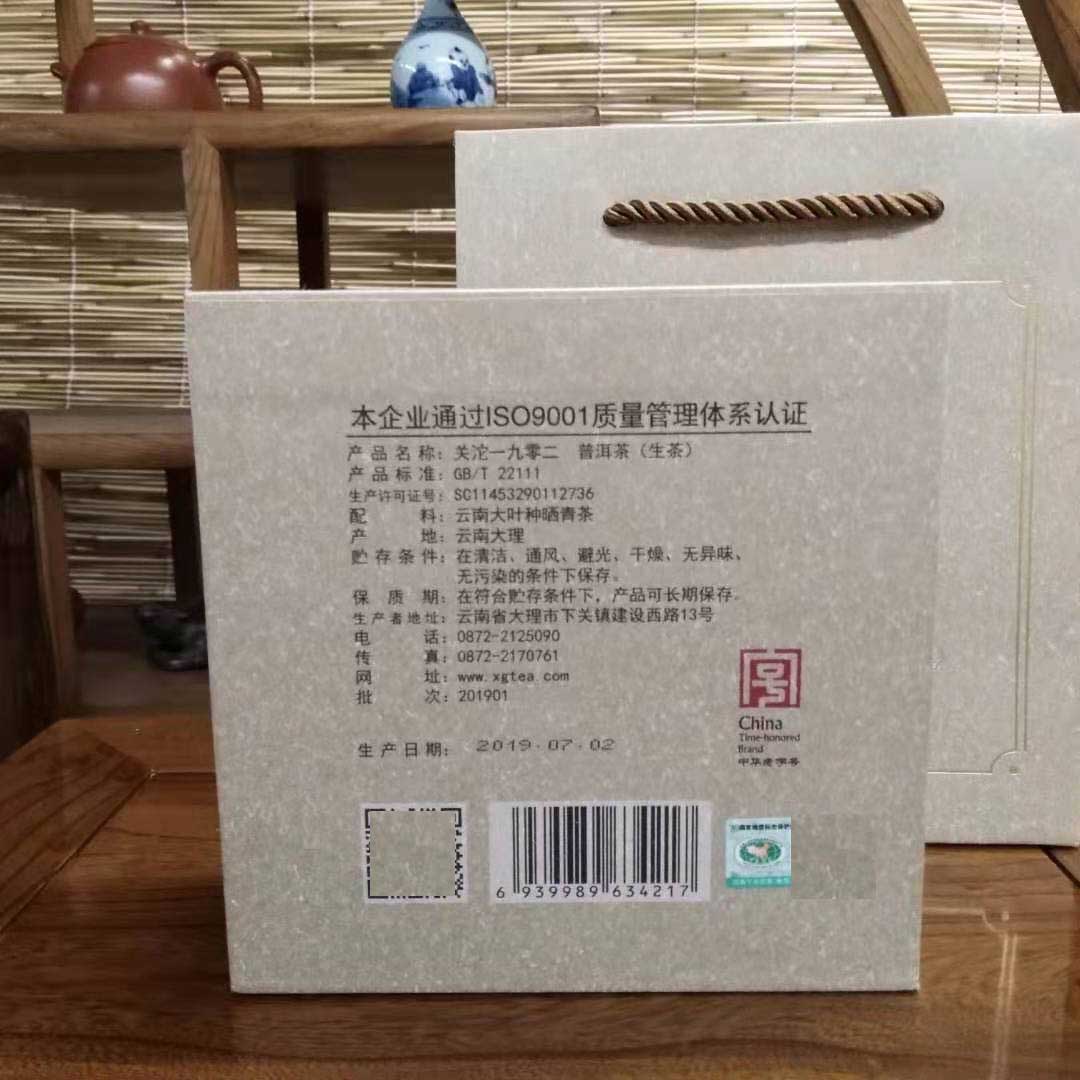 本企业通过ISO9001质量管理体系认证
产品名称：关沱一九零二 普洱茶（生茶）
产品标准：GB/T 22111
生产许可证号：SC11453290112736
配料：云南大叶种晒青茶
产地：云南大理
贮存条件：在清洁、通风、避光、干燥、无异味、
无污染的条件下保存。
保质期：在符合贮存条件下，产品可长期保存。
生产者地址：云南省大理市下关镇建设西路13号
电话：0872-2125090
传真：0872-2170761
网址：www.xgtea.com
批次：201901
生产日期：2019.07.02
号
China
Time-honored
Brand
中华老字号
6 939989 634217